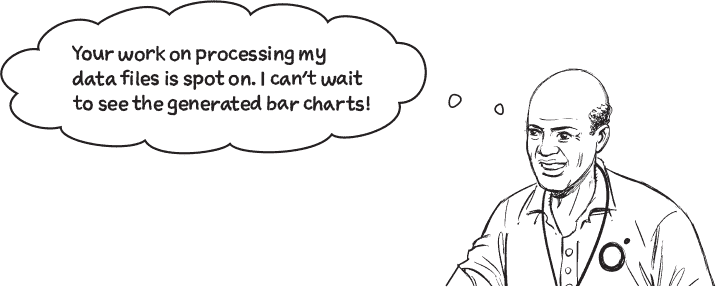 Your work on processing my
data files is spot on. I can't wait
to see the generated bar charts!